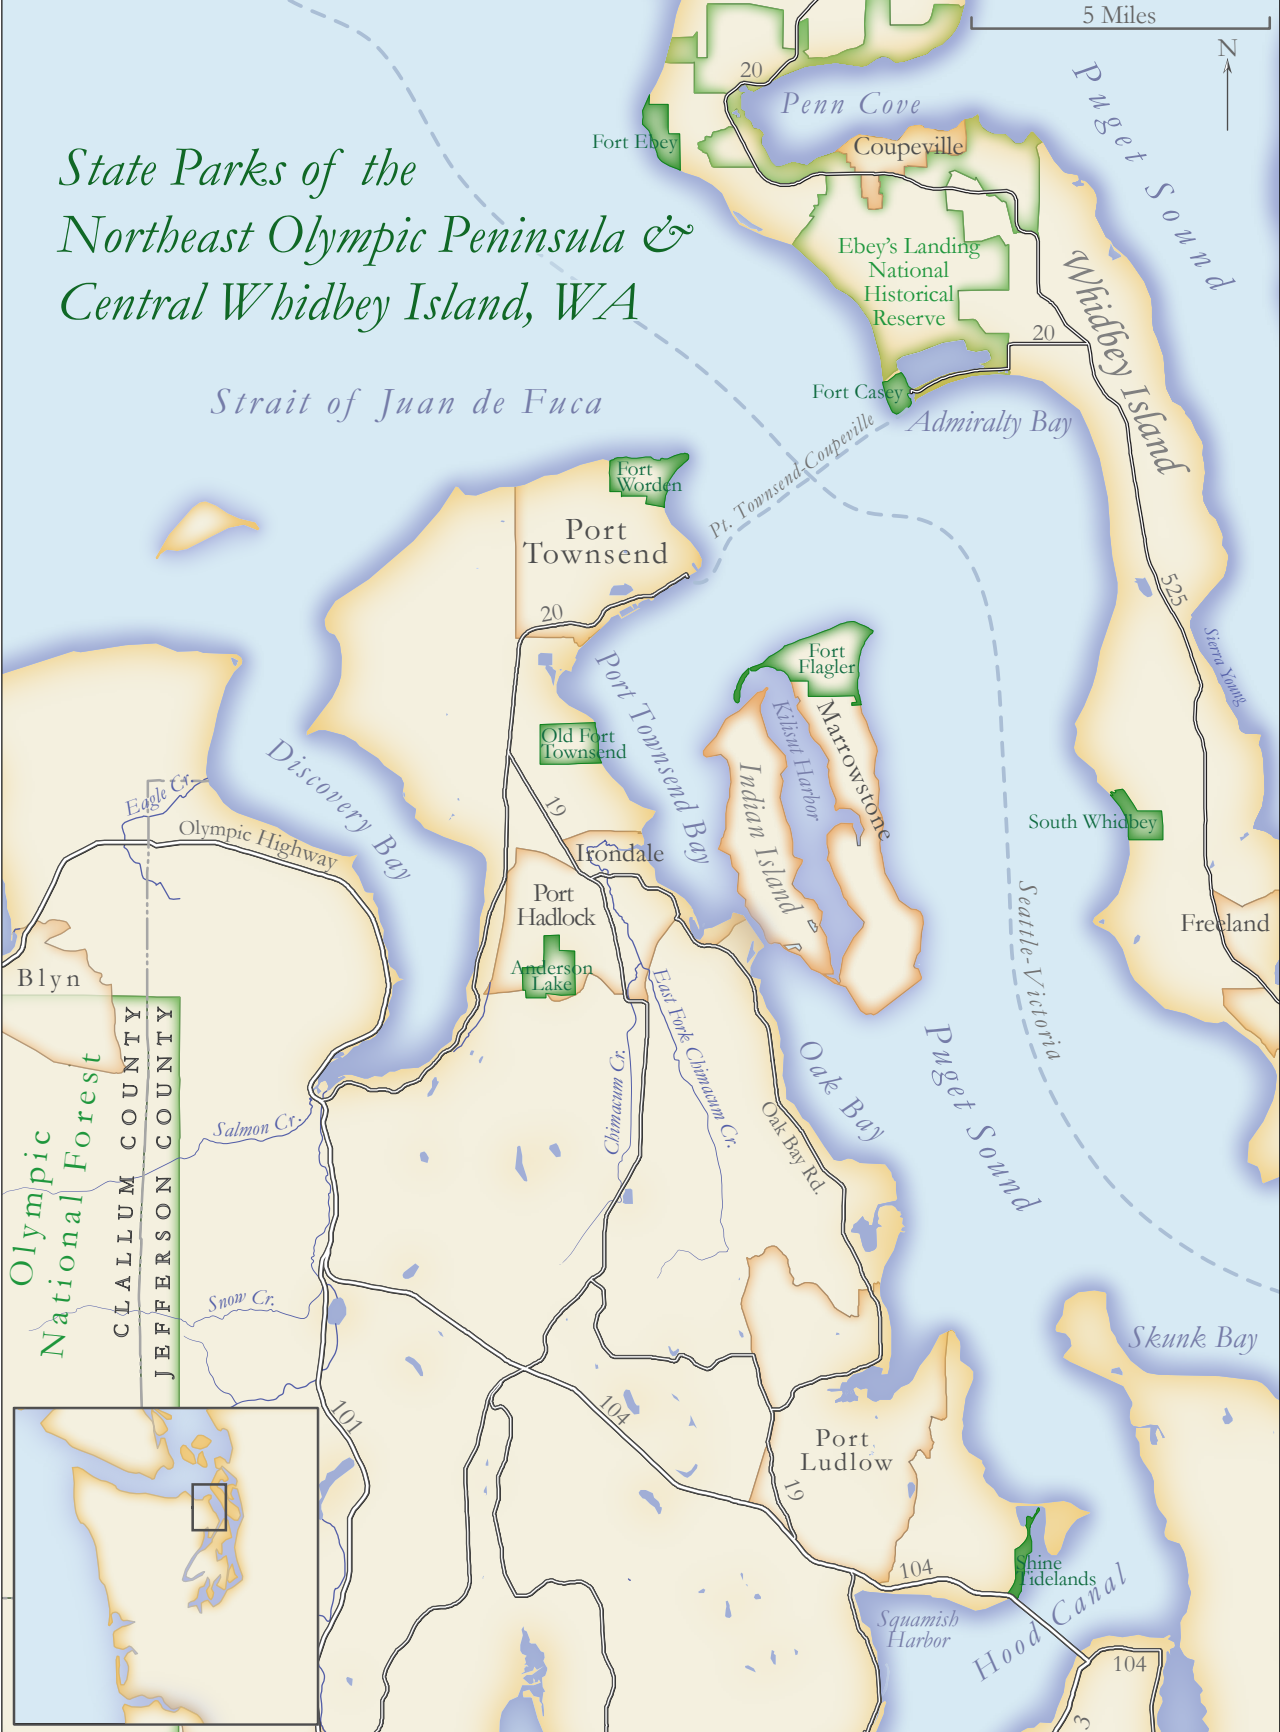 5 Miles
N
20
Penn Cove
Puget Sound
Fort Ebey
Coupeville
State Parks of the
Northeast Olympic Peninsula &
Central Whidbey Island, WA
Ebey's Landing
National
Historical
Reserve
Whidbey Island
20
Strait of Juan de Fuca
Fort Casey
Admiralty Bay
Pt. Townsend-Coupeville
Fort
Worden
Port
Townsend
20
525
Sierra Young
Port Townsend Bay
Fort
Flagler
Kilisut Harbor
Marrowstone
Indian Island
Old Fort
Townsend
Discovery Bay
Eagle Cr.
Olympic Highway
19
South Whidbey
Irondale
Port
Hadlock
Seattle-Victoria
Freeland
Blyn
Anderson
Lake
East Fork Chimacum Cr.
Chimacum Cr.
CLALLUM COUNTY
JEFFERSON COUNTY
Olympic
National Forest
Oak Bay
Puget Sound
Oak Bay Rd.
Salmon Cr.
Snow Cr.
Skunk Bay
101
104
Port
Ludlow
19
104
Shine
Tidelands
Squamish
Harbor
Hood Canal
104
3